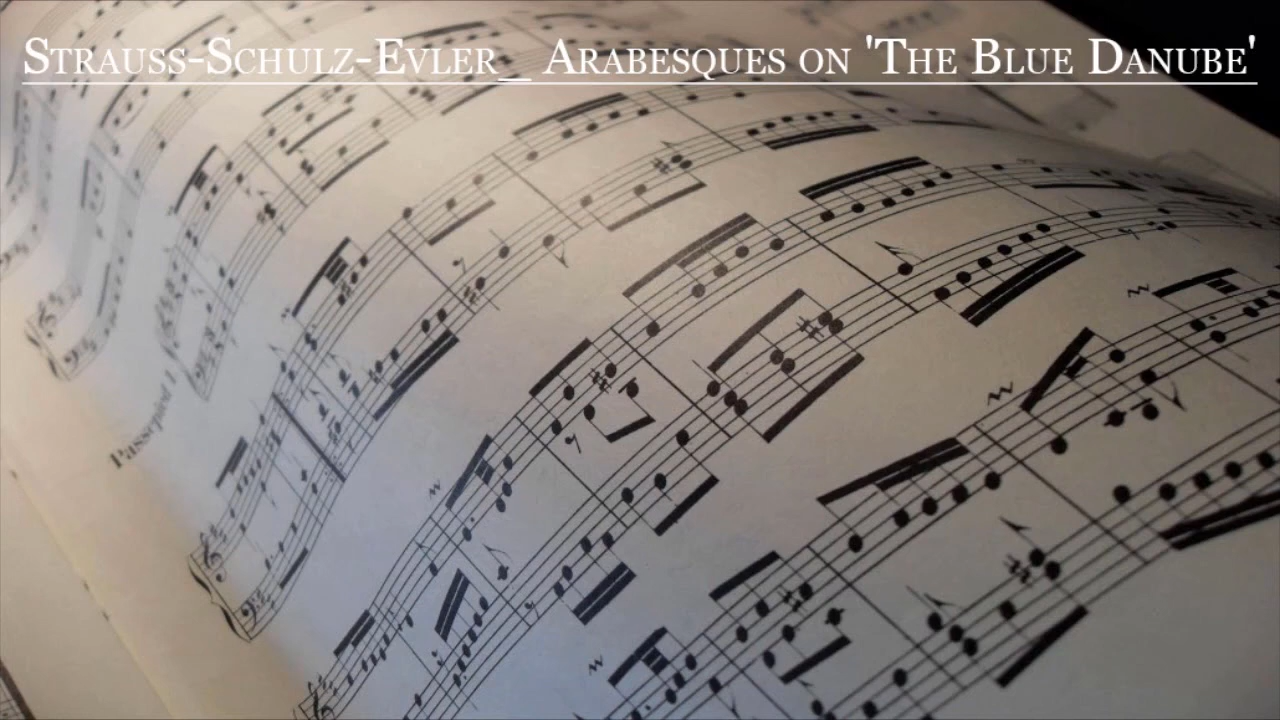 Strauss-Schulz-Evler_ Arabesques on 'The Blue Danube'
Passepied I